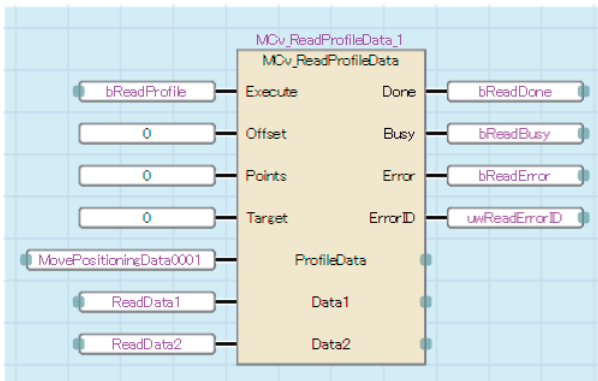 MCv_ReadProfileData_1
MCv_ReadProfileData
bReadProfile Execute Done bReadDone
0 Offset Busy bReadBusy
0 Points Error bReadError
0 Target ErrorID uwReadErrorID
MovePositioningData0001 ProfileData
ReadData1 Data1
ReadData2 Data2